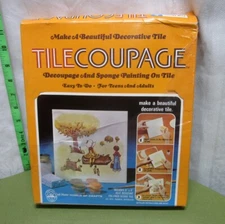 Make A Beautiful Decorative Tile
TILECOUPAGE
Decoupage And Sponge Painting On Tile
Easy To Do - For Teens And Adults
make a beautiful
decorative tile.